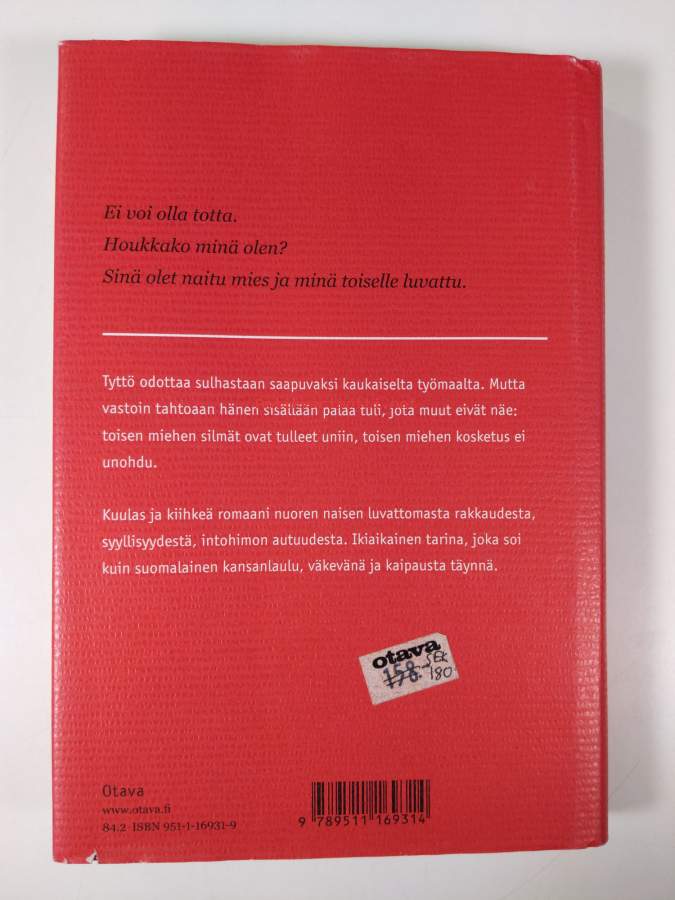 Ei voi olla totta.
Houkkako minä olen?
Sinä olet naitu mies ja minä toiselle luvattu.
Tyttö odottaa sulhastaan saapuvaksi kaukaiselta työmaalta. Mutta
vastoin tahtoaan hänen sisällään palaa tuli, jota muut eivät näe:
toisen miehen silmät ovat tulleet uniin, toisen miehen kosketus ei
unohdu.
Kuulas ja kiihkeä romaani nuoren naisen luvattomasta rakkaudesta,
syyllisyydestä, intohimon autuudesta. Ikiaikainen tarina, joka soi
kuin suomalainen kansanlaulu, väkevänä ja kaipausta täynnä.
otava
158.- SEK
180
Otava
www.otava.fi
84.2 ISBN 951-1-16931-9
9 789511 169314